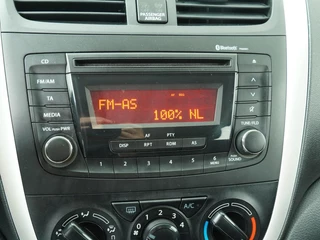 PASSENGER
AIRBAG
Bluetooth
CD
FM/AM
TA
MEDIA
VOL PUSH PWR
FM-AS
100% NL
AF PTY
DISP RPT RDM AS
1 2 3 4 5 6
MENU
TUNE/FLD
SOUND
A/C